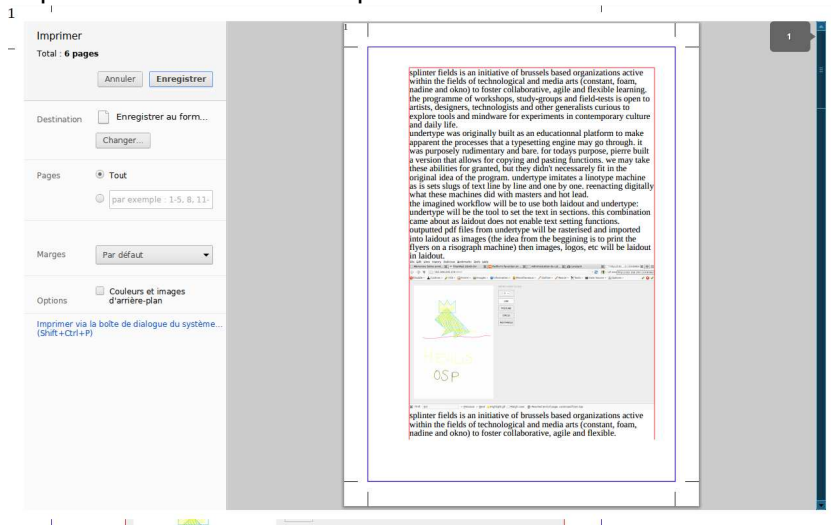 1
Imprimer
Total : 6 pages
Annuler Enregistrer
Destination Enregistrer au form...
Changer...
Pages Tout
par exemple : 1-5, 8, 11-
Marges Par défaut
Options Couleurs et images
d'arrière-plan
Imprimer via la boîte de dialogue du système...
(Shift+Ctrl+P)
1
1
splinter fields is an initiative of brussels based organizations active
within the fields of technological and media arts (constant, foam,
nadine and okno) to foster collaborative, agile and flexible learning.
the programme of workshops, study-groups and field-tests is open to
artists, designers, technologists and other generalists curious to
explore tools and mindware for experiments in contemporary culture
and daily life.
undertype was originally built as an educationnal platform to make
apparent the processes that a typesetting engine may go through. it
was purposely rudimentary and bare. for todays purpose, pierre built
a version that allows for copying and pasting functions. we may take
these abilities for granted, but they didn't necessarely fit in the
original idea of the program. undertype imitates a linotype machine
as is sets slugs of text line by line and one by one. reenacting digitally
what these machines did with masters and hot lead.
the imagined workflow will be to use both laidout and undertype:
undertype will be the tool to set the text in sections. this combination
came about as laidout does not enable text setting functions.
outputted pdf files from undertype will be rasterised and imported
into laidout as images (the idea from the beggining is to print the
flyers on a risograph machine) then images, logos, etc will be laidout
in laidout.
OSP
splinter fields is an initiative of brussels based organizations active
within the fields of technological and media arts (constant, foam,
nadine and okno) to foster collaborative, agile and flexible.